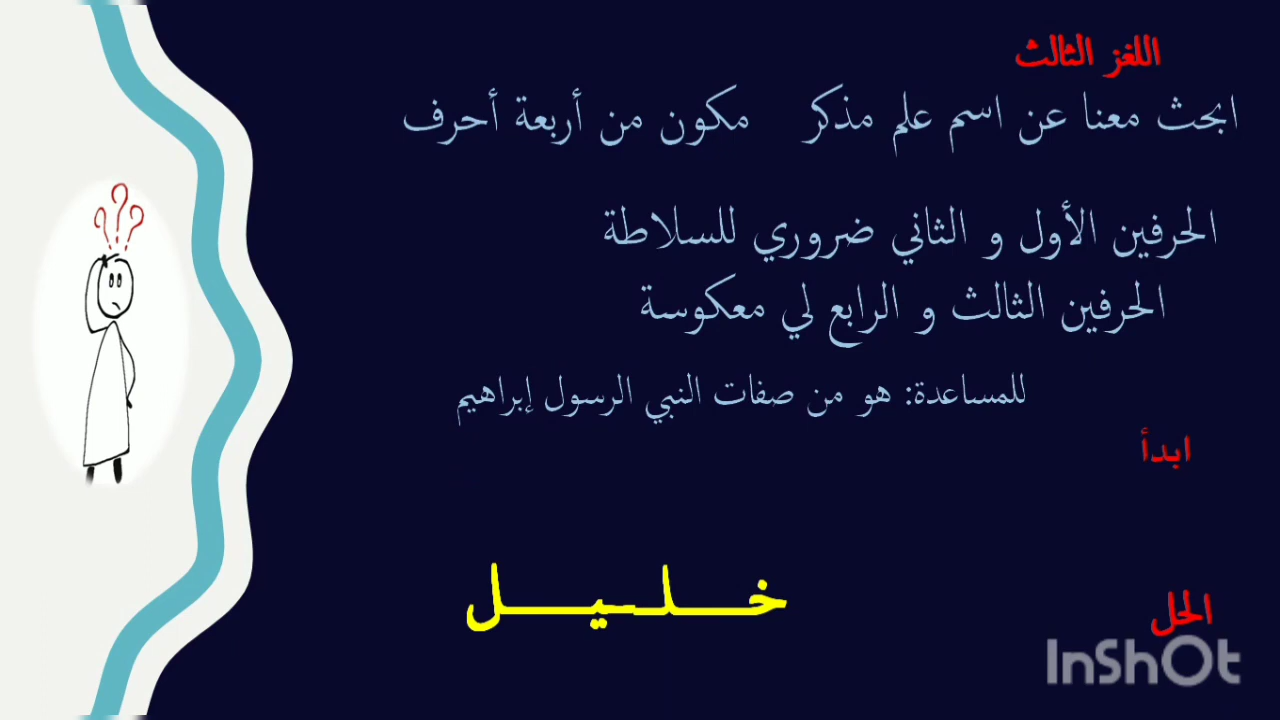 اللغز الثالث
ابحث معنا عن اسم علم مذكر مكون من أربعة أحرف
الحرفين الأول و الثاني ضروري للسلاطة
الحرفين الثالث و الرابع لي معكوسة
للمساعدة: هو من صفات النبي الرسول إبراهيم
ابدأ
خـــلـــيـــل
الحل
InShOt